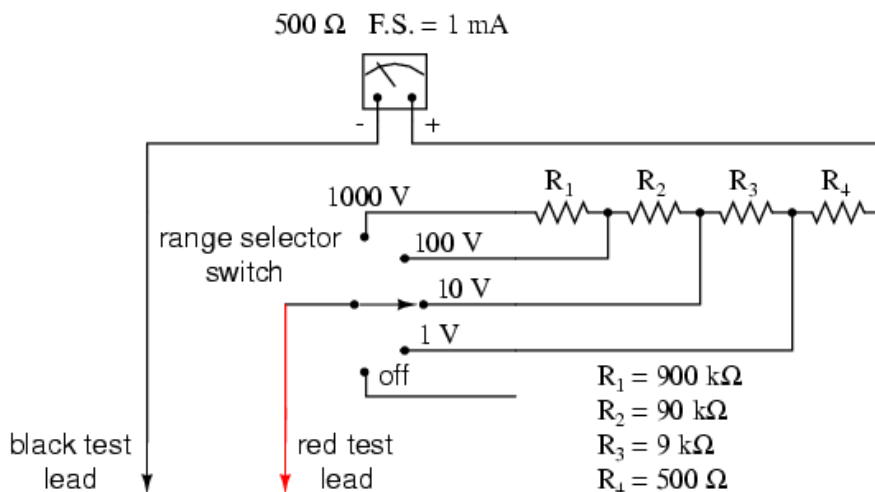 500 Ω F.S. = 1 mA
- +
R₁ R₂ R₃ R₄
1000 V
range selector
switch
100 V
10 V
1 V
off
R₁ = 900 kΩ
R₂ = 90 kΩ
R₃ = 9 kΩ
R₄ = 500 Ω
black test
lead
red test
lead